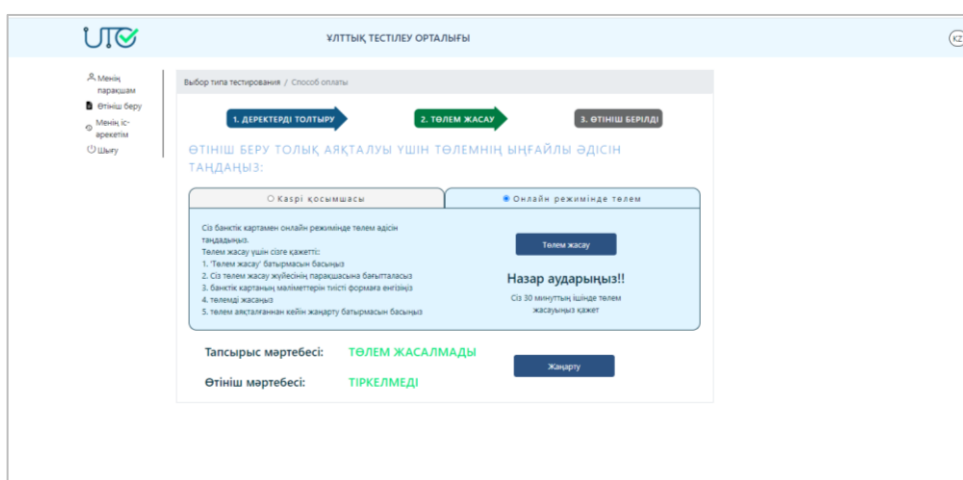 ҰЛТТЫҚ ТЕСТІЛЕУ ОРТАЛЫҒЫ
KZ
Менің
парақшам
Өтініш беру
Менің іс-
әрекетім
Шығу
Выбор типа тестирования / Способ оплаты
1. ДЕРЕКТЕРДІ ТОЛТЫРУ
2. ТӨЛЕМ ЖАСАУ
3. ӨТІНІШ БЕРІЛДІ
ӨТІНІШ БЕРУ ТОЛЫҚ АЯҚТАЛУЫ ҮШІН ТӨЛЕМНІҢ ЫҢҒАЙЛЫ ӘДІСІН
ТАҢДАҢЫЗ:
Kaspi қосымшасы
Онлайн режимінде төлем
Сіз банктік картамен онлайн режимінде төлем әдісін
таңдадыңыз.
Төлем жасау үшін сізге қажетті:
1. 'Төлем жасау' батырмасын басыңыз
2. Сіз төлем жасау жүйесінің парақшасына бағытталасыз
3. банктік картаның мәліметтерін тиісті формаға енгізіңіз
4. төлемді жасаңыз
5. төлем аяқталғаннан кейін жаңарту батырмасын басыңыз
Төлем жасау
Назар аударыңыз!!
Сіз 30 минуттың ішінде төлем
жасауыңыз қажет
Тапсырыс мәртебесі: ТӨЛЕМ ЖАСАЛМАДЫ
Өтініш мәртебесі: ТІРКЕЛМЕДІ
Жаңарту